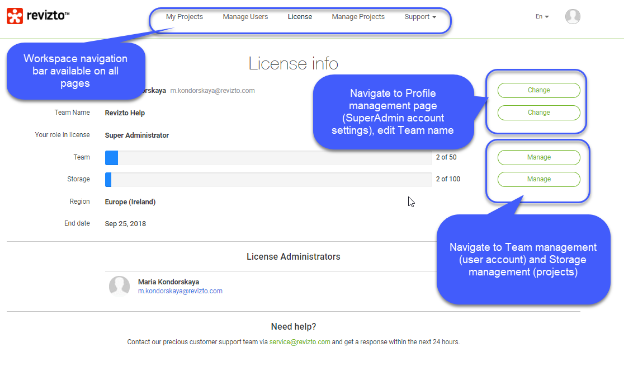 revizto™
My Projects Manage Users License Manage Projects Support En
Workspace navigation
bar available on all
pages
License info
kondorskaya m.kondorskaya@revizto.com
Change
Navigate to Profile
management page
(SuperAdmin account
settings), edit Team name
Team Name Revizto Help
Change
Your role in license Super Administrator
Team 2 of 50 Manage
Storage 2 of 100 Manage
Region Europe (Ireland)
End date Sep 25, 2018
Navigate to Team management
(user account) and Storage
management (projects)
License Administrators
Maria Kondorskaya
m.kondorskaya@revizto.com
Need help?
Contact our precious customer support team via service@revizto.com and get a response within the next 24 hours.